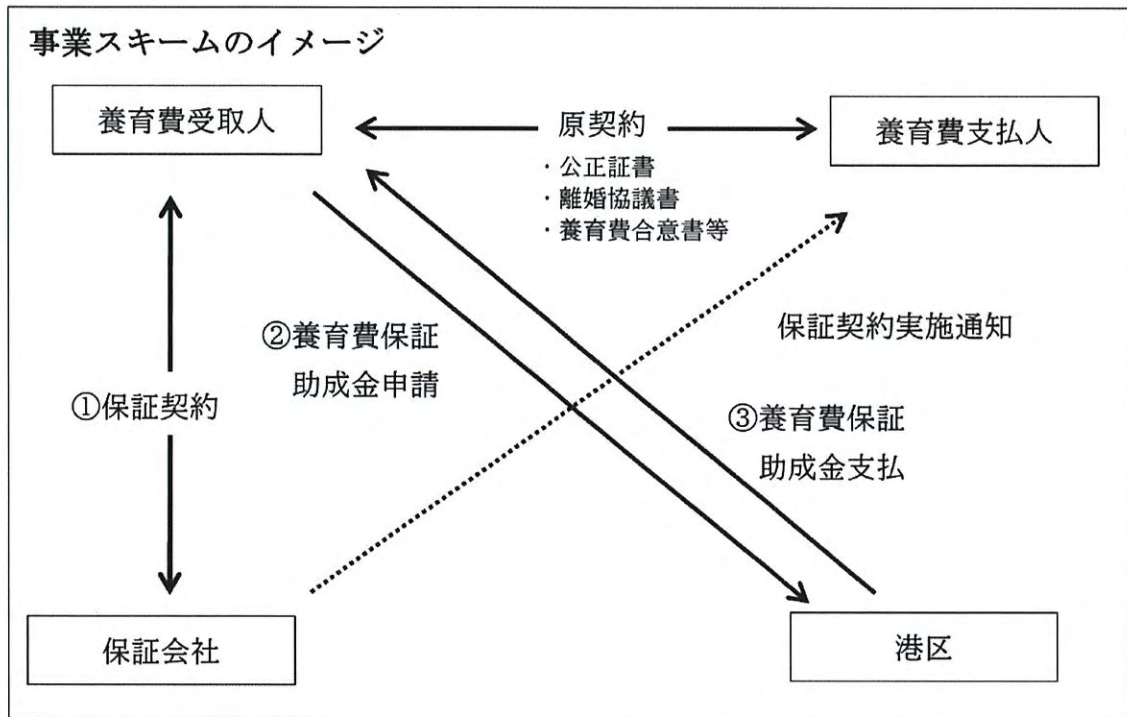 事業スキームのイメージ
養育費受取人
原契約
・公正証書
・離婚協議書
・養育費合意書等
養育費支払人
②養育費保証
助成金申請
保証契約実施通知
①保証契約
③養育費保証
助成金支払
保証会社
港区